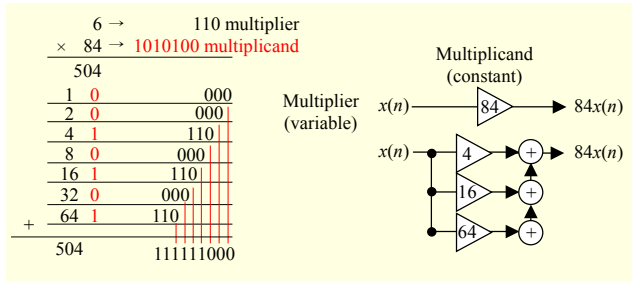 6 → 110 multiplier
× 84 → 1010100 multiplicand
504
1 0 000
2 0 000
4 1 110
8 0 000
16 1 110
32 0 000
64 1 110
+
504 111111000
Multiplicand
(constant)
Multiplier
(variable)
x(n) 84 84x(n)
x(n) 4 + 84x(n)
16 +
64 +